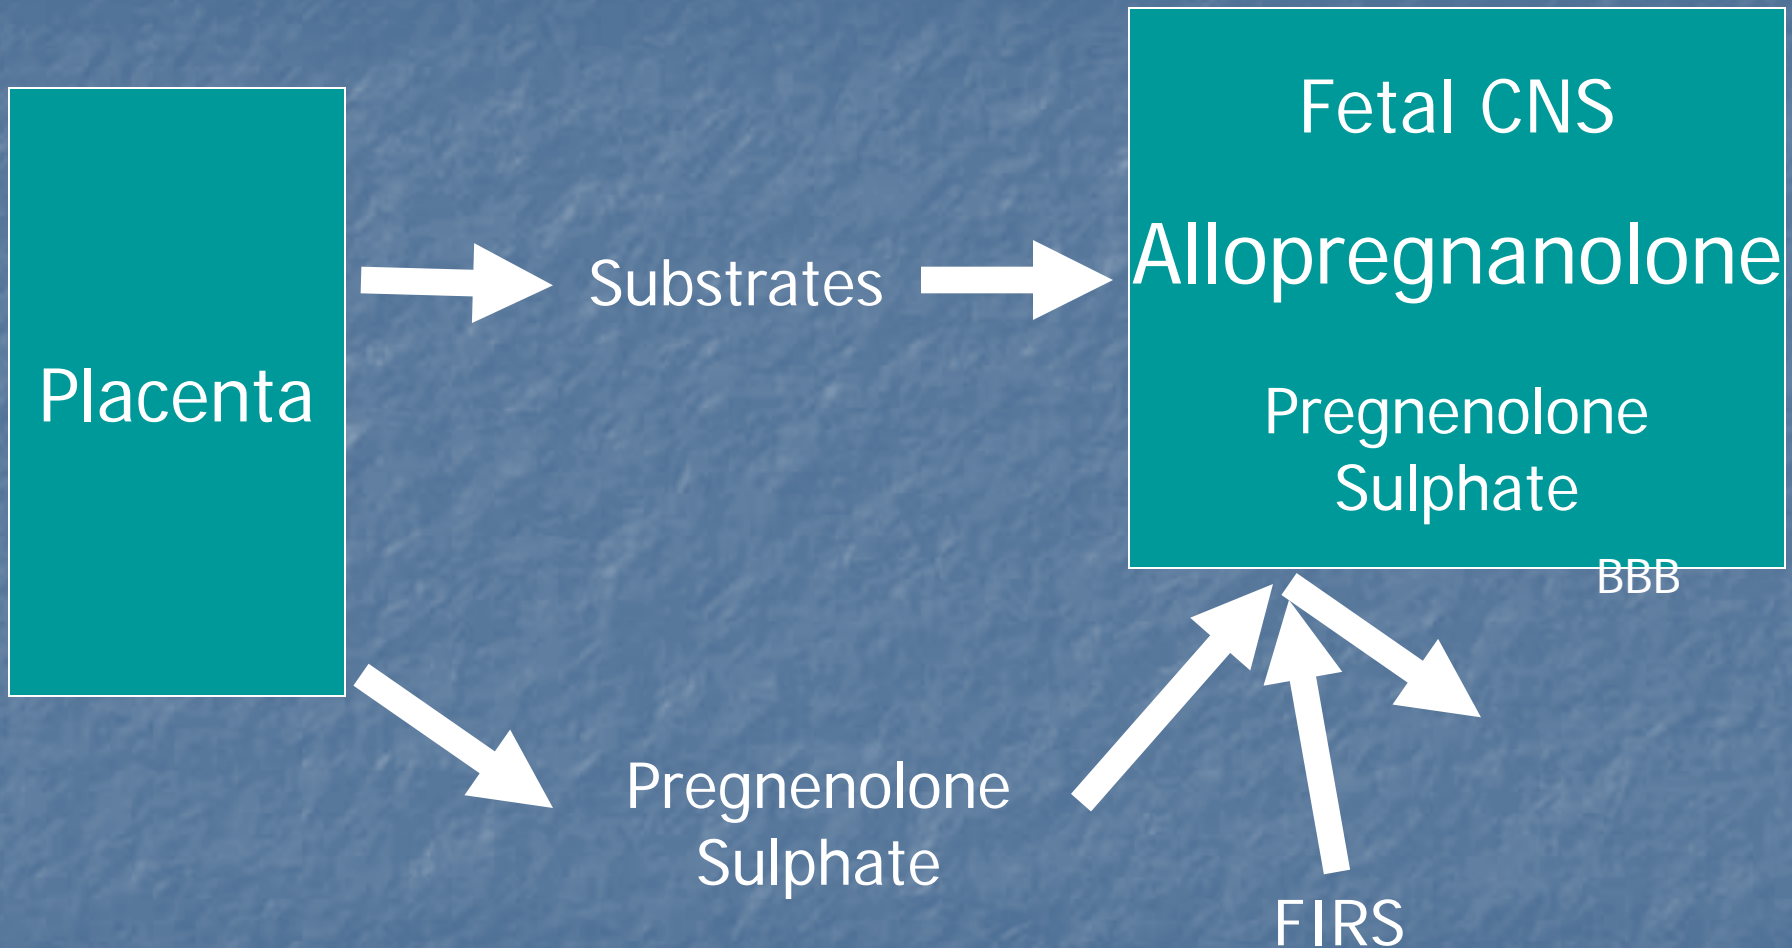 Fetal CNS
Allopregnanolone
Substrates
Placenta
Pregnenolone
Sulphate
BBB
Pregnenolone
Sulphate
FIRS